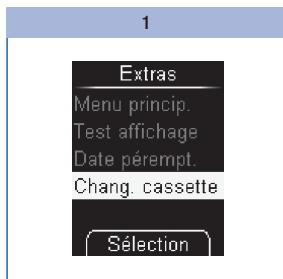 1
Extras
Menu princip.
Test affichage
Date pérempt.
Chang. cassette
Sélection